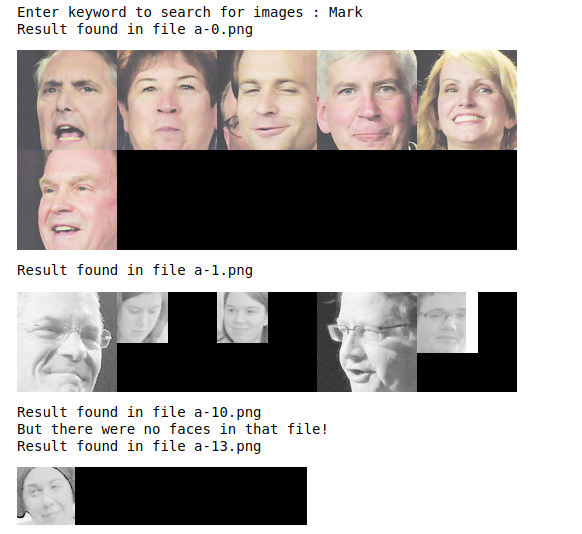 Enter keyword to search for images : Mark
Result found in file a-0.png
Result found in file a-1.png
Result found in file a-10.png
But there were no faces in that file!
Result found in file a-13.png